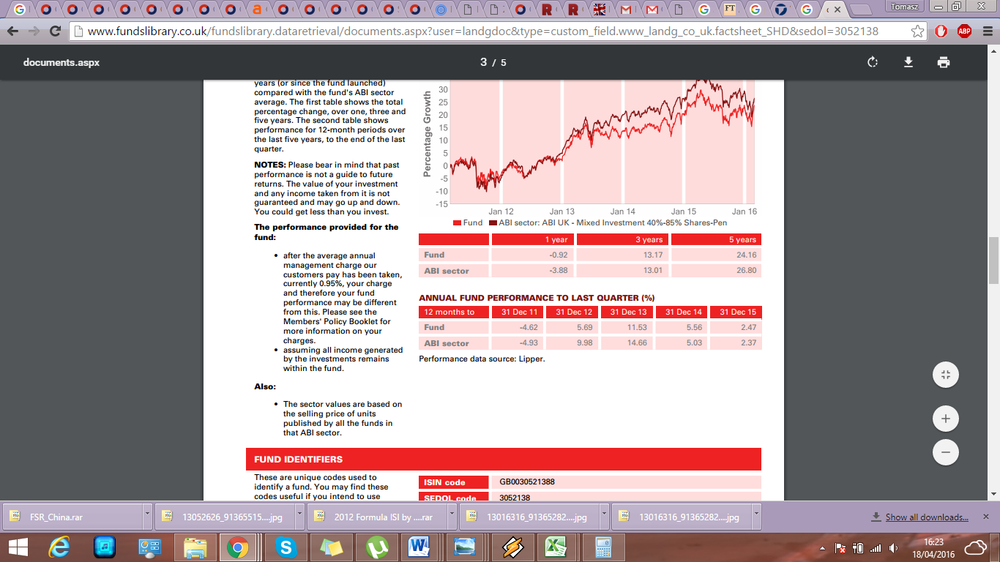 Tomasz
www.fundslibrary.co.uk/fundslibrary.dataretrieval/documents.aspx?user=landgdoc&type=custom_field.www_landg_co_uk.factsheet_SHD&sedol=3052138
documents.aspx
3 / 5
years (or since the fund launched)
compared with the fund's ABI sector
average. The first table shows the total
percentage change, over one, three and
five years. The second table shows
performance for 12-month periods over
the last five years, to the end of the last
quarter.
NOTES: Please bear in mind that past
performance is not a guide to future
returns. The value of your investment
and any income taken from it is not
guaranteed and may go up and down.
You could get less than you invest.
The performance provided for the
fund:
• after the average annual
management charge our
customers pay has been taken,
currently 0.95%, your charge
and therefore your fund
performance may be different
from this. Please see the
Members' Policy Booklet for
more information on your
charges.
• assuming all income generated
by the investments remains
within the fund.
Also:
• The sector values are based on
the selling price of units
published by all the funds in
that ABI sector.
Percentage Growth
30
25
20
15
10
5
0
-5
-10
-15
Jan 12 Jan 13 Jan 14 Jan 15 Jan 16
Fund ABI sector: ABI UK - Mixed Investment 40%-85% Shares-Pen
1 year 3 years 5 years
Fund -0.92 13.17 24.16
ABI sector -3.88 13.01 26.80
ANNUAL FUND PERFORMANCE TO LAST QUARTER (%)
12 months to 31 Dec 11 31 Dec 12 31 Dec 13 31 Dec 14 31 Dec 15
Fund -4.62 5.69 11.53 5.56 2.47
ABI sector -4.93 9.98 14.66 5.03 2.37
Performance data source: Lipper.
FUND IDENTIFIERS
These are unique codes used to
identify a fund. You may find these
codes useful if you intend to use
ISIN code GB0030521388
SEDOL code 3052138
FSR_China.rar
13052626_91365515....jpg
2012 Formula ISI by ....rar
13016316_91365282....jpg
13016316_91365282....jpg
Show all downloads...
16:23
18/04/2016
ABP
FT